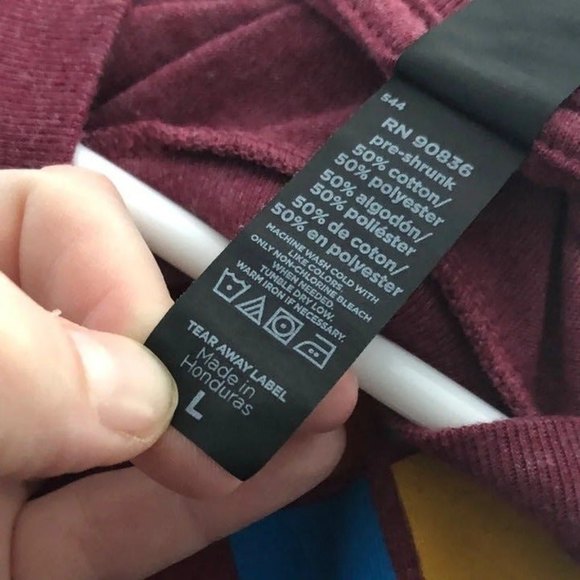 544
RN 90836
pre-shrunk
50% cotton/
50% polyester
50% algodón/
50% poliéster
50% de coton/
50% en polyester
MACHINE WASH COLD WITH
LIKE COLORS.
ONLY NON-CHLORINE BLEACH
WHEN NEEDED.
TUMBLE DRY LOW.
WARM IRON IF NECESSARY.
TEAR AWAY LABEL
Made in
Honduras
L